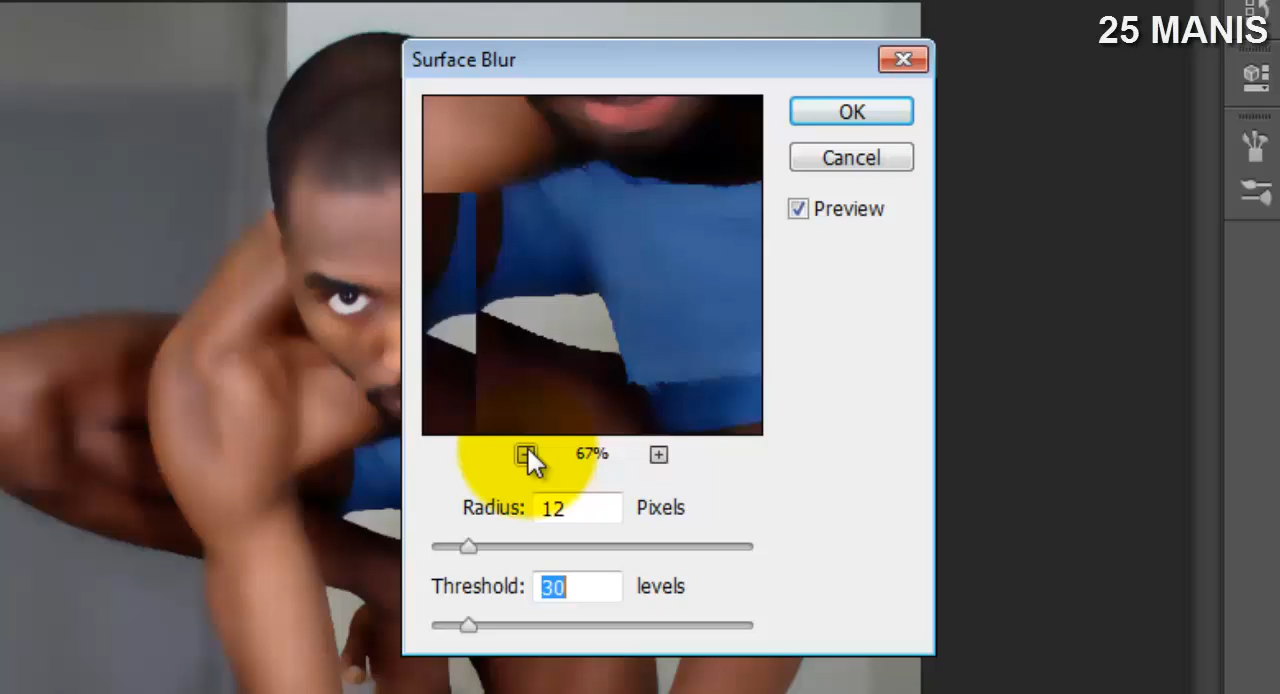 25 MANIS
Surface Blur
OK
Cancel
Preview
67%
Radius: 12 Pixels
Threshold: 30 levels